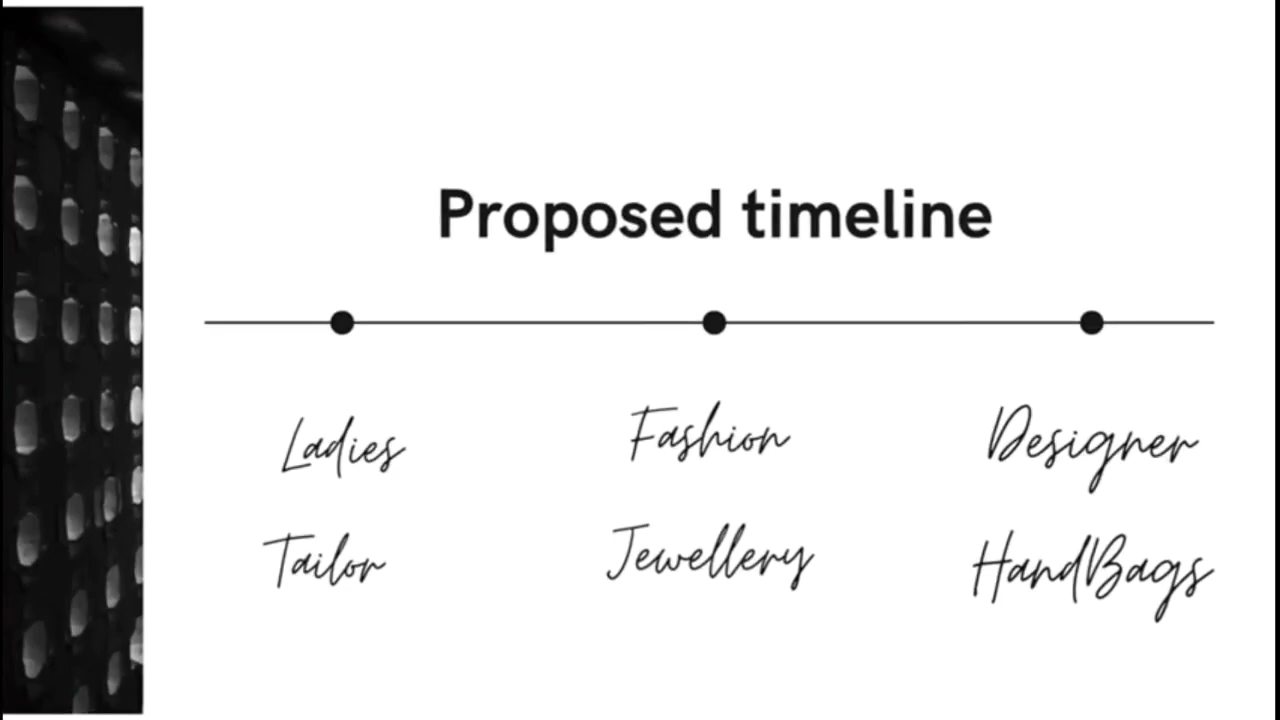 Proposed timeline
Ladies
Tailor
Fashion
Jewellery
Designer
HandBags